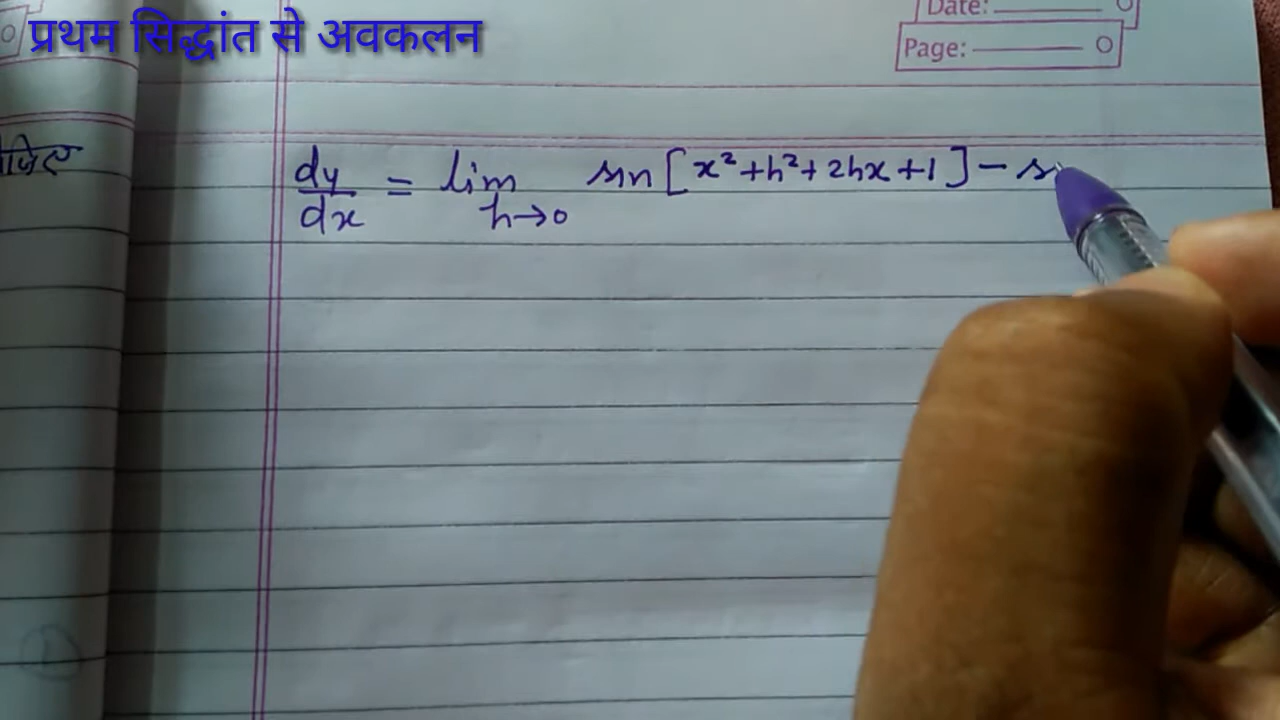 प्रथम सिद्धांत से अवकलन
Date:
Page:
dy/dx = lim h→0 sin[x²+h²+2hx+1] - s